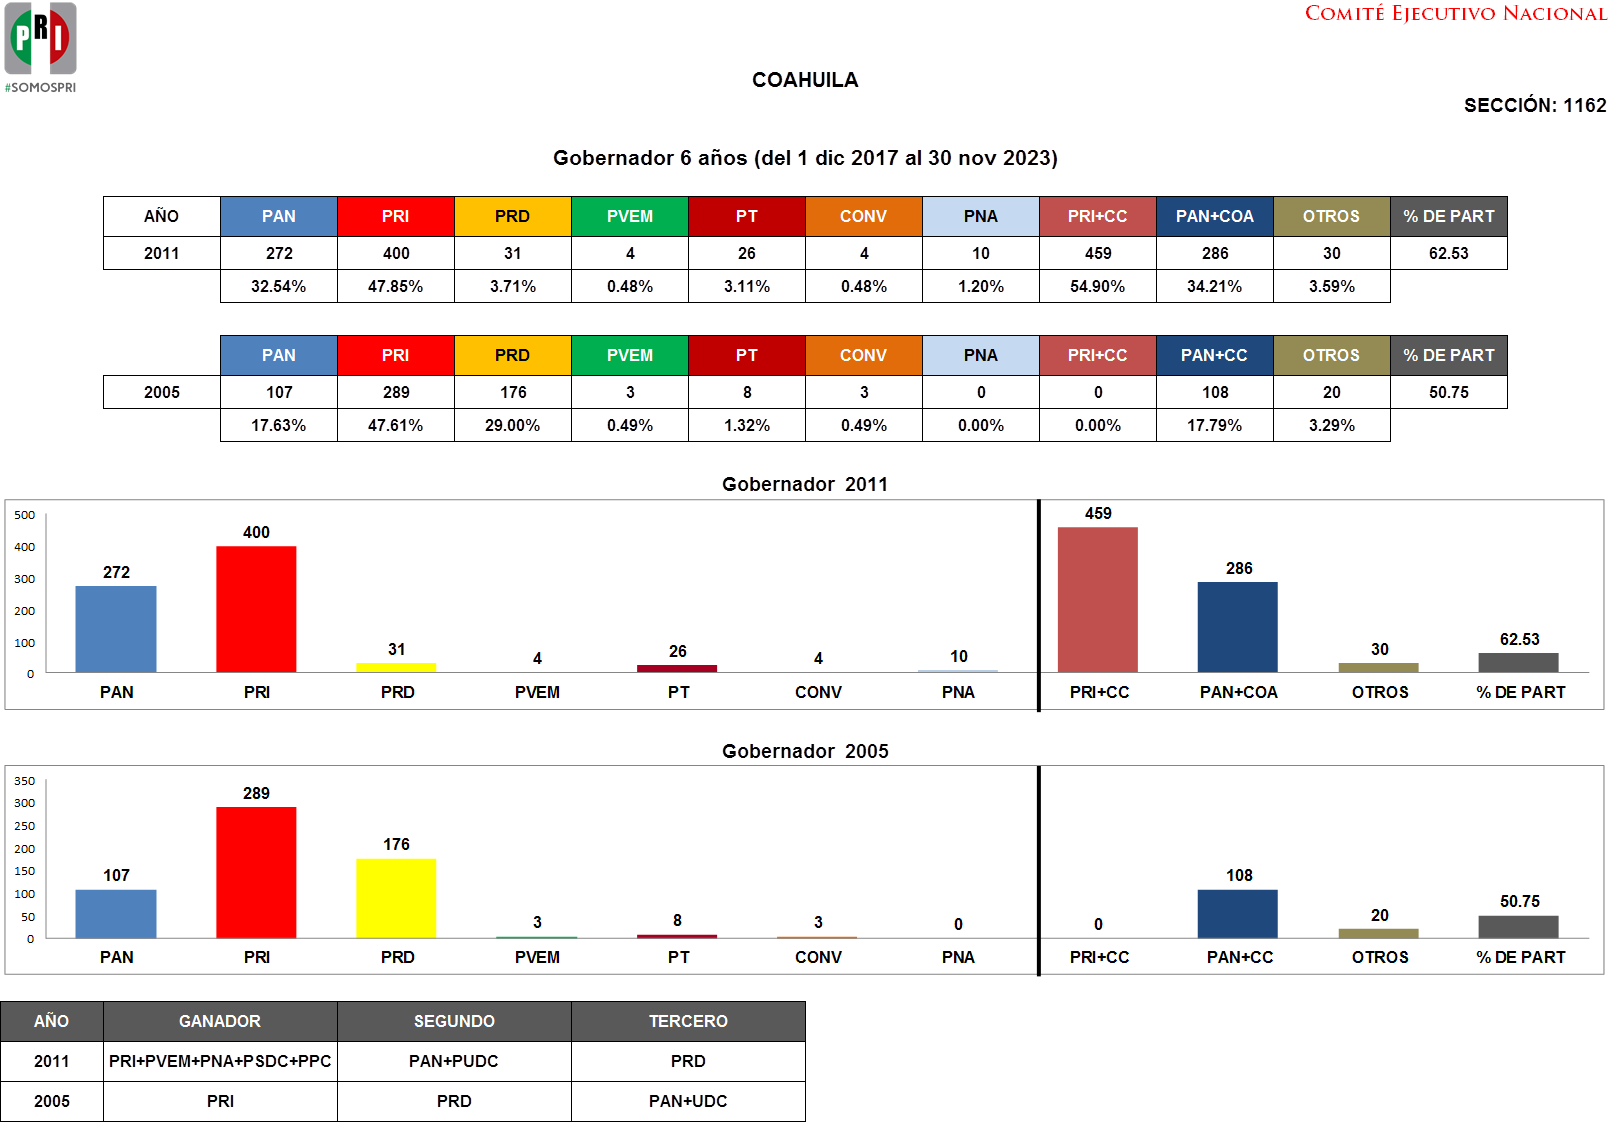 PRI
#SOMOSPRI
COMITÉ EJECUTIVO NACIONAL
COAHUILA
SECCIÓN: 1162
Gobernador 6 años (del 1 dic 2017 al 30 nov 2023)
AÑO PAN PRI PRD PVEM PT CONV PNA PRI+CC PAN+COA OTROS % DE PART
2011 272 400 31 4 26 4 10 459 286 30 62.53
32.54% 47.85% 3.71% 0.48% 3.11% 0.48% 1.20% 54.90% 34.21% 3.59%
PAN PRI PRD PVEM PT CONV PNA PRI+CC PAN+CC OTROS % DE PART
2005 107 289 176 3 8 3 0 0 108 20 50.75
17.63% 47.61% 29.00% 0.49% 1.32% 0.49% 0.00% 0.00% 17.79% 3.29%
Gobernador 2011
500
400
300
200
100
0
272 400 31 4 26 4 10 459 286 30 62.53
PAN PRI PRD PVEM PT CONV PNA PRI+CC PAN+COA OTROS % DE PART
Gobernador 2005
350
300
250
200
150
100
50
0
107 289 176 3 8 3 0 0 108 20 50.75
PAN PRI PRD PVEM PT CONV PNA PRI+CC PAN+CC OTROS % DE PART
AÑO GANADOR SEGUNDO TERCERO
2011 PRI+PVEM+PNA+PSDC+PPC PAN+PUDC PRD
2005 PRI PRD PAN+UDC